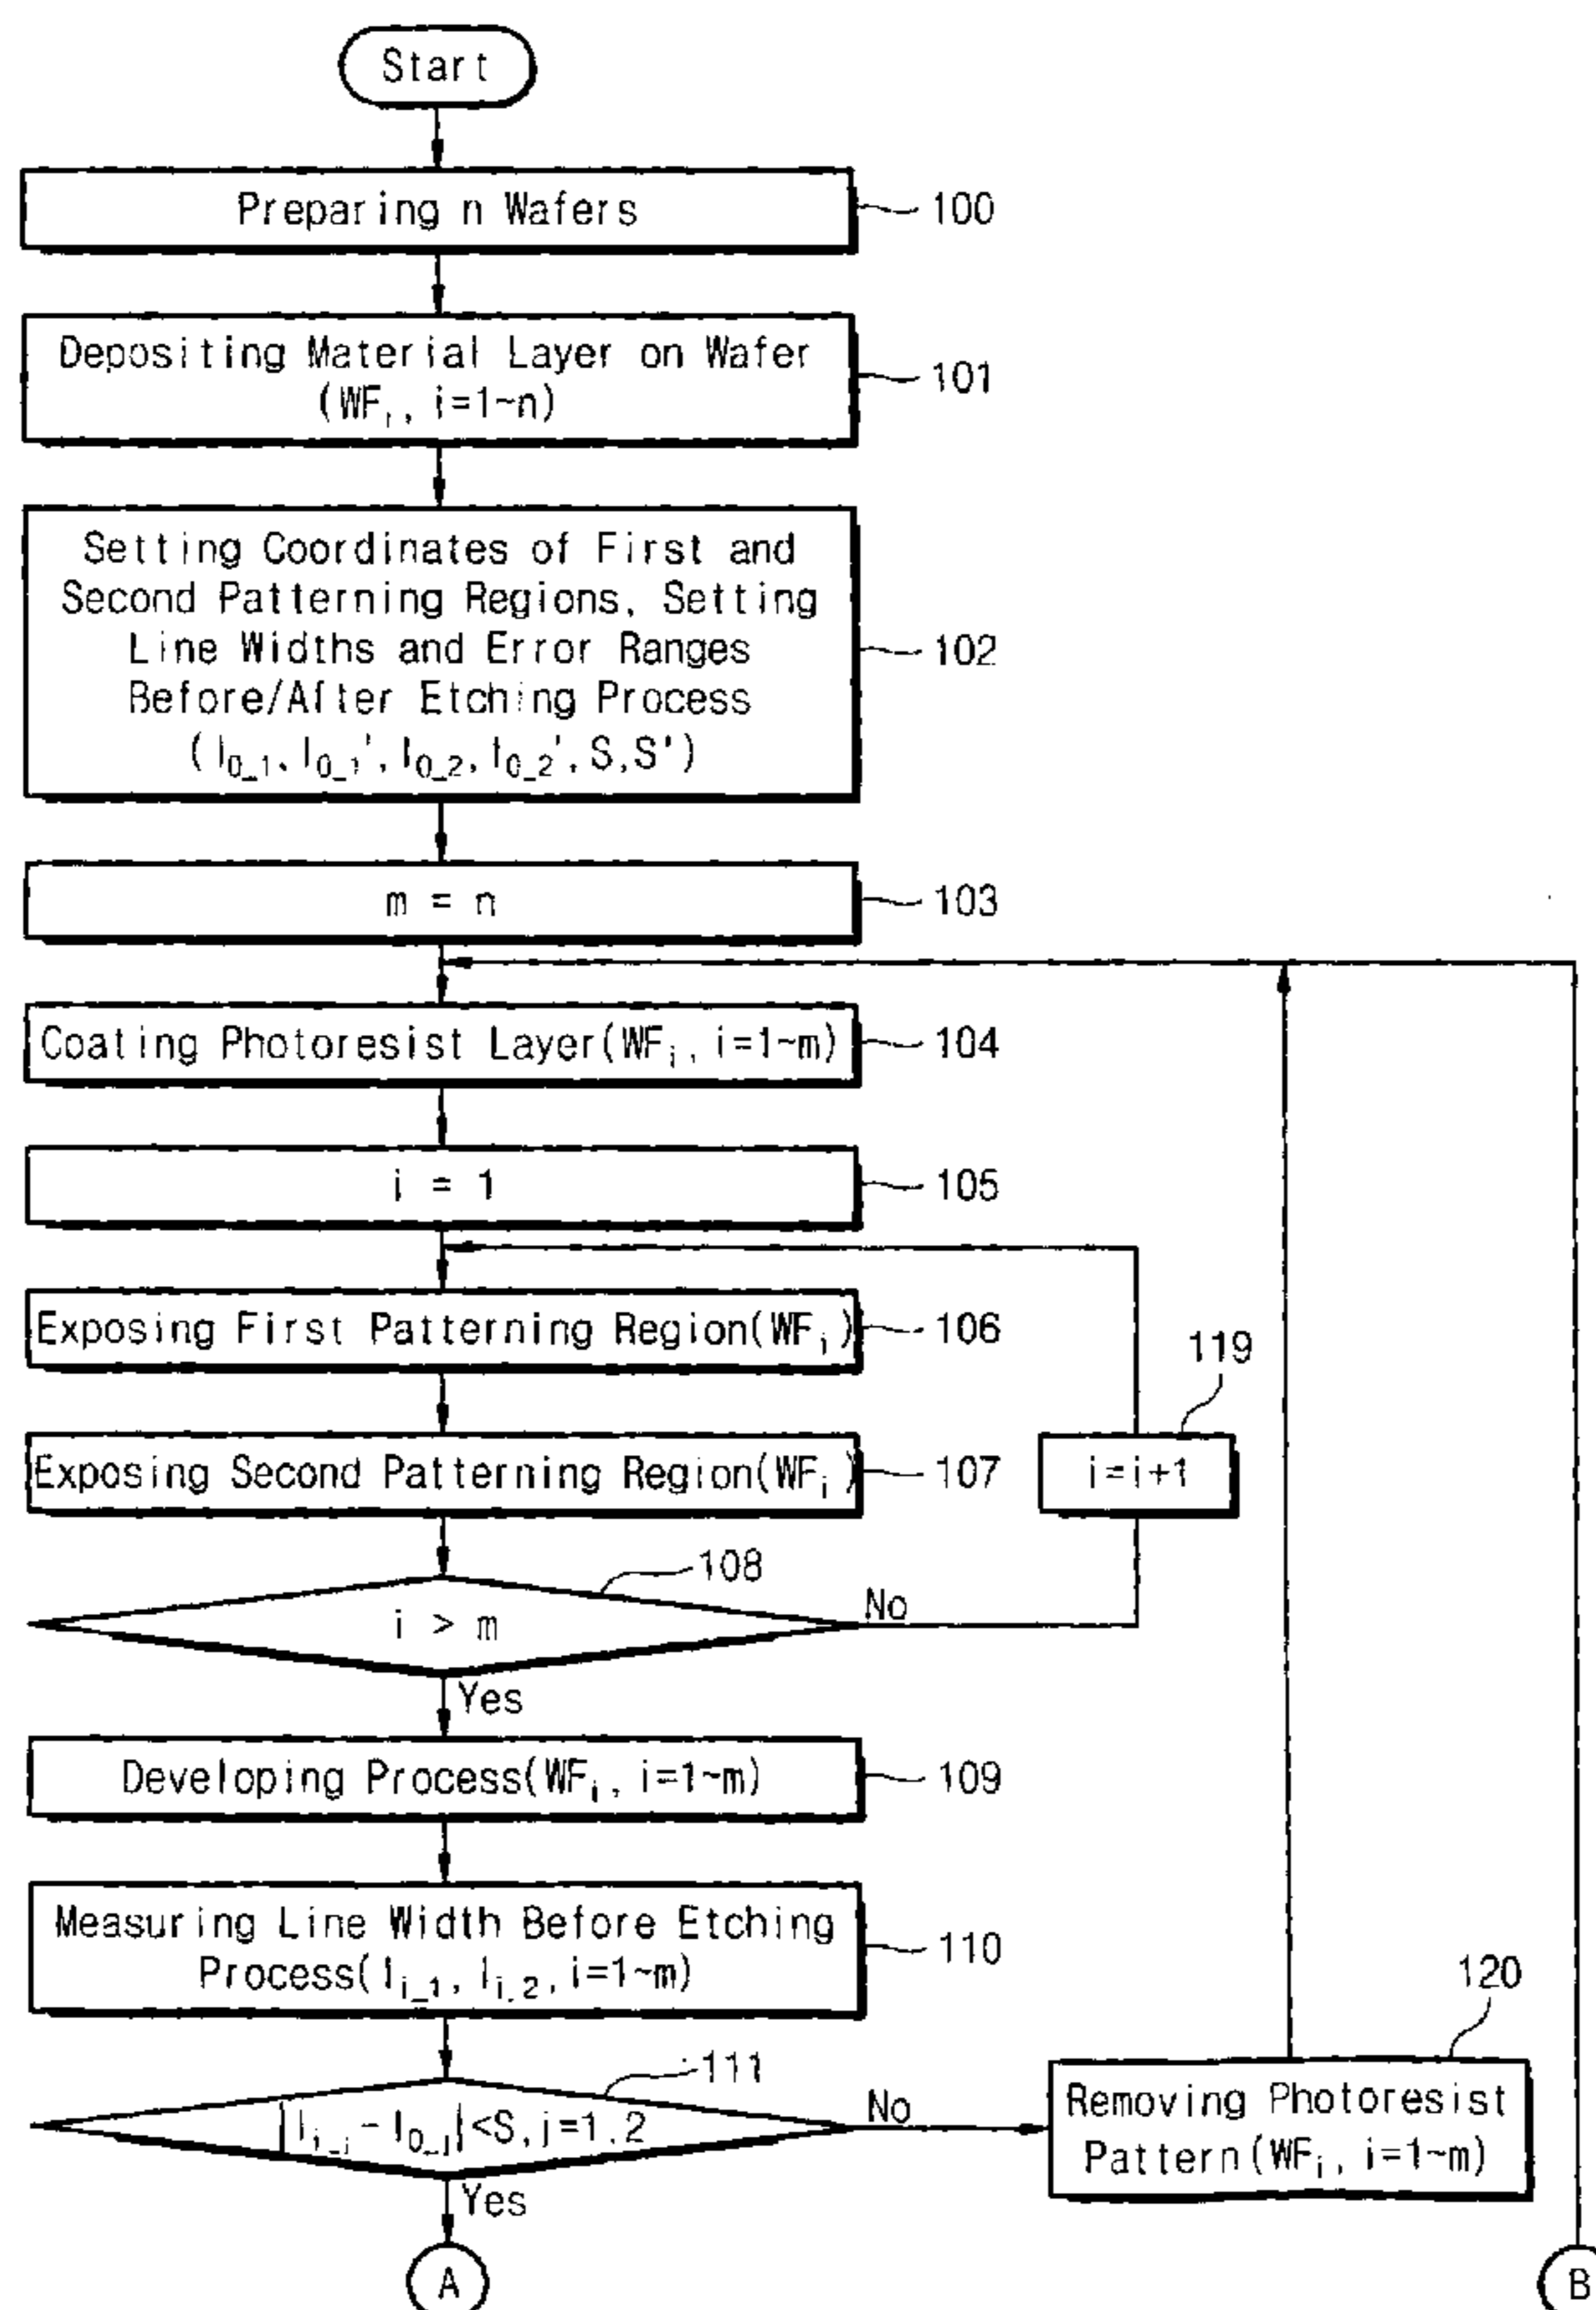 Start
Preparing n Wafers
100
Depositing Material Layer on Wafer
(WFi, i=1~n)
101
Setting Coordinates of First and
Second Patterning Regions, Setting
Line Widths and Error Ranges
Before/After Etching Process
(l0_1, l0_1', l0_2, l0_2', S, S')
102
m = n
103
Coating Photoresist Layer(WFi, i=1~m)
104
i = 1
105
Exposing First Patterning Region(WFi)
106
119
Exposing Second Patterning Region(WFi)
107
i=i+1
108
i > m
No
Yes
Developing Process(WFi, i=1~m)
109
Measuring Line Width Before Etching
Process(li_1, li_2, i=1~m)
110
120
111
|li_j - l0_j|<S, j=1,2
No
Removing Photoresist
Pattern(WFi, i=1~m)
Yes
A
B